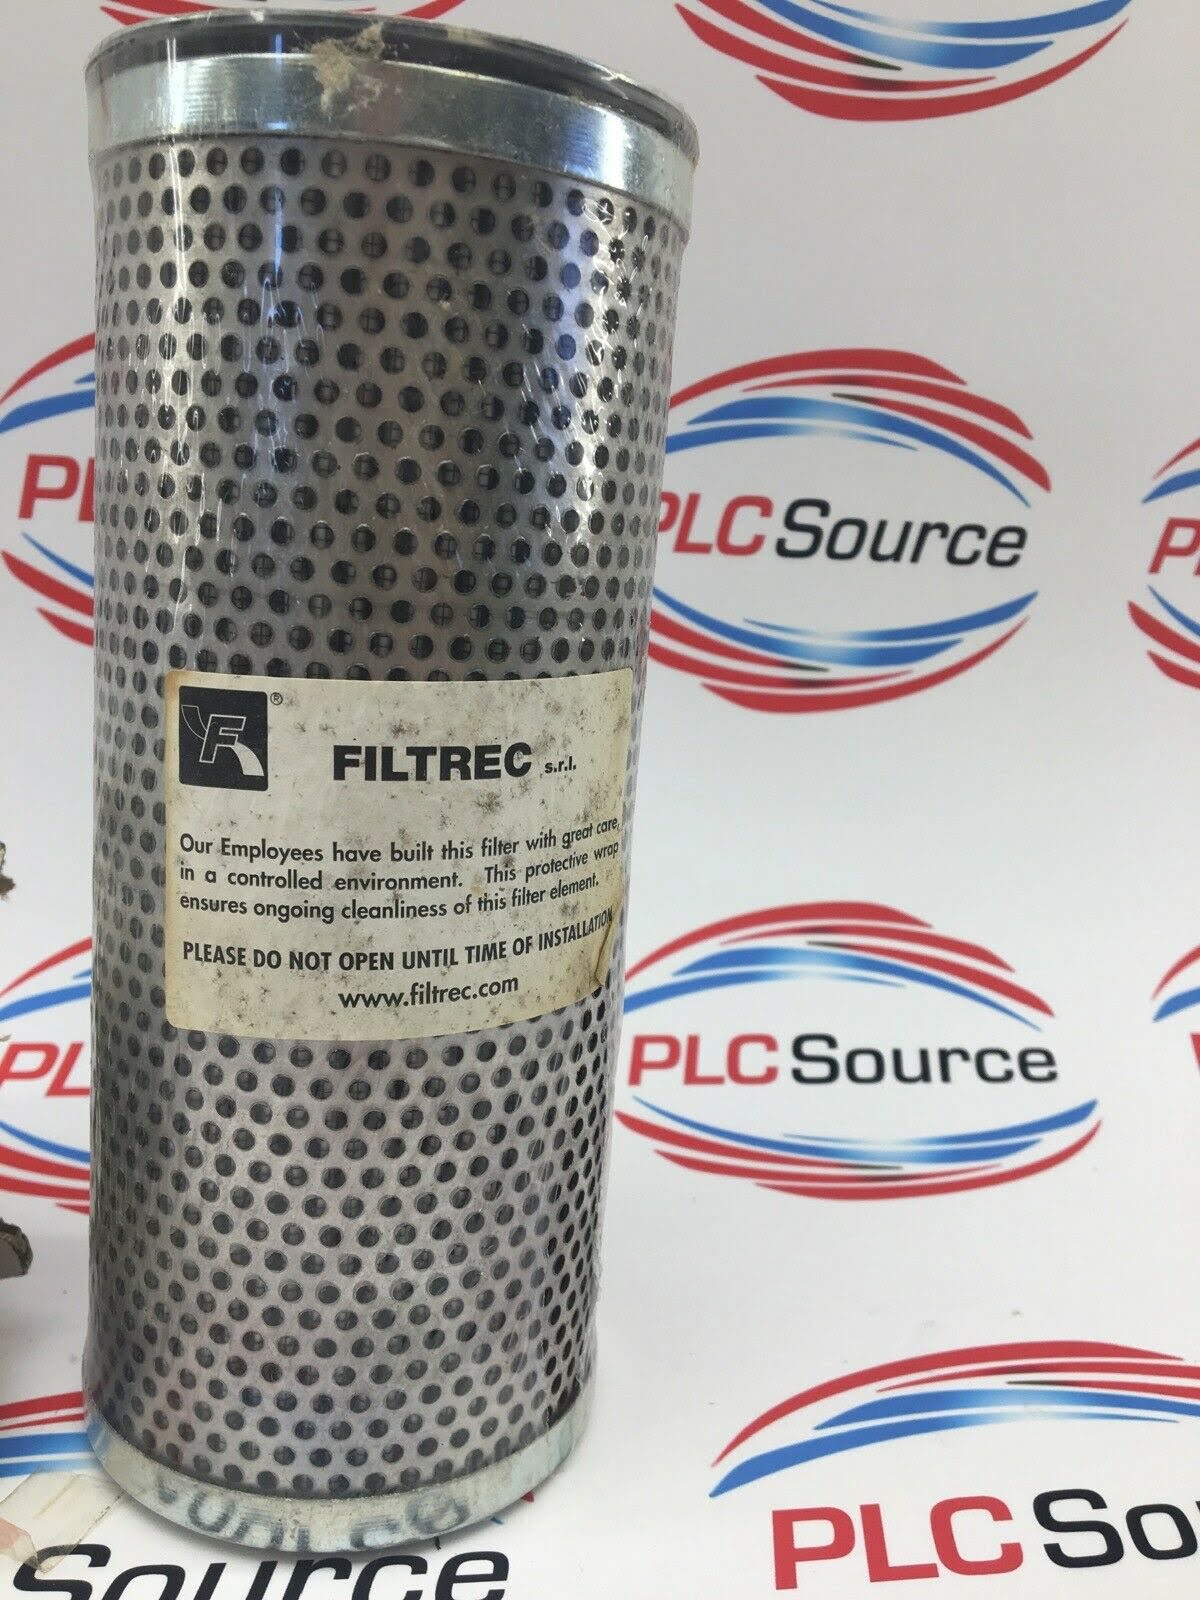 PLC Source
PLC Source
FILTREC s.r.l.
Our Employees have built this filter with great care,
in a controlled environment. This protective wrap
ensures ongoing cleanliness of this filter element.
PLEASE DO NOT OPEN UNTIL TIME OF INSTALLATION
www.filtrec.com
PLC Source
PLC So
Source